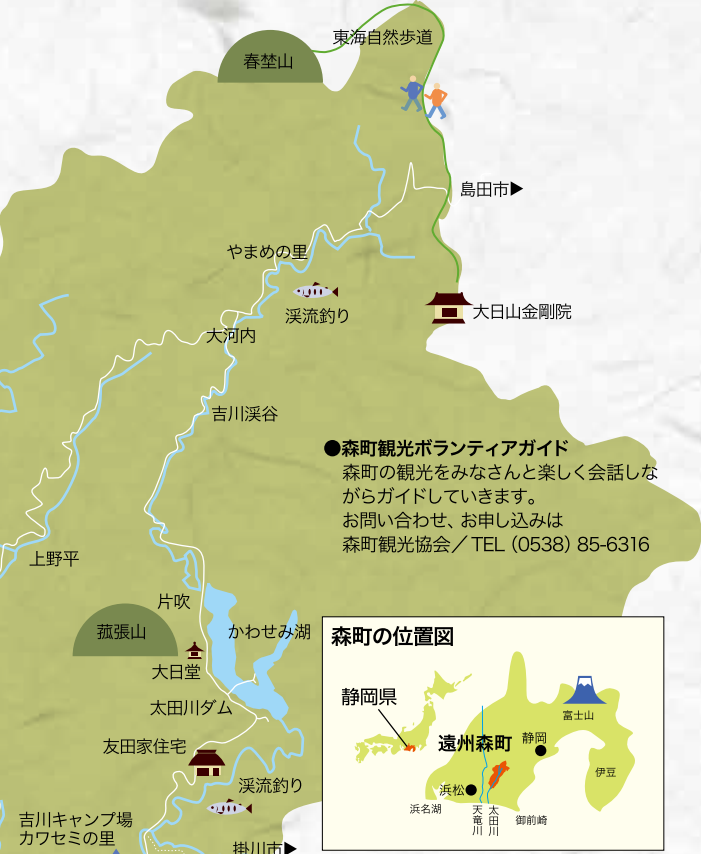 東海自然歩道
春埜山
島田市▶
やまめの里
渓流釣り
大日山金剛院
大河内
吉川渓谷
●森町観光ボランティアガイド
森町の観光をみなさんと楽しく会話しな
がらガイドしていきます。
お問い合わせ、お申し込みは
森町観光協会／TEL（0538）85-6316
上野平
片吹
菰張山
かわせみ湖
大日堂
太田川ダム
友田家住宅
渓流釣り
吉川キャンプ場
カワセミの里
掛川市▶
森町の位置図
静岡県
富士山
遠州森町
静岡
伊豆
浜松
浜名湖
天竜川
太田川
御前崎